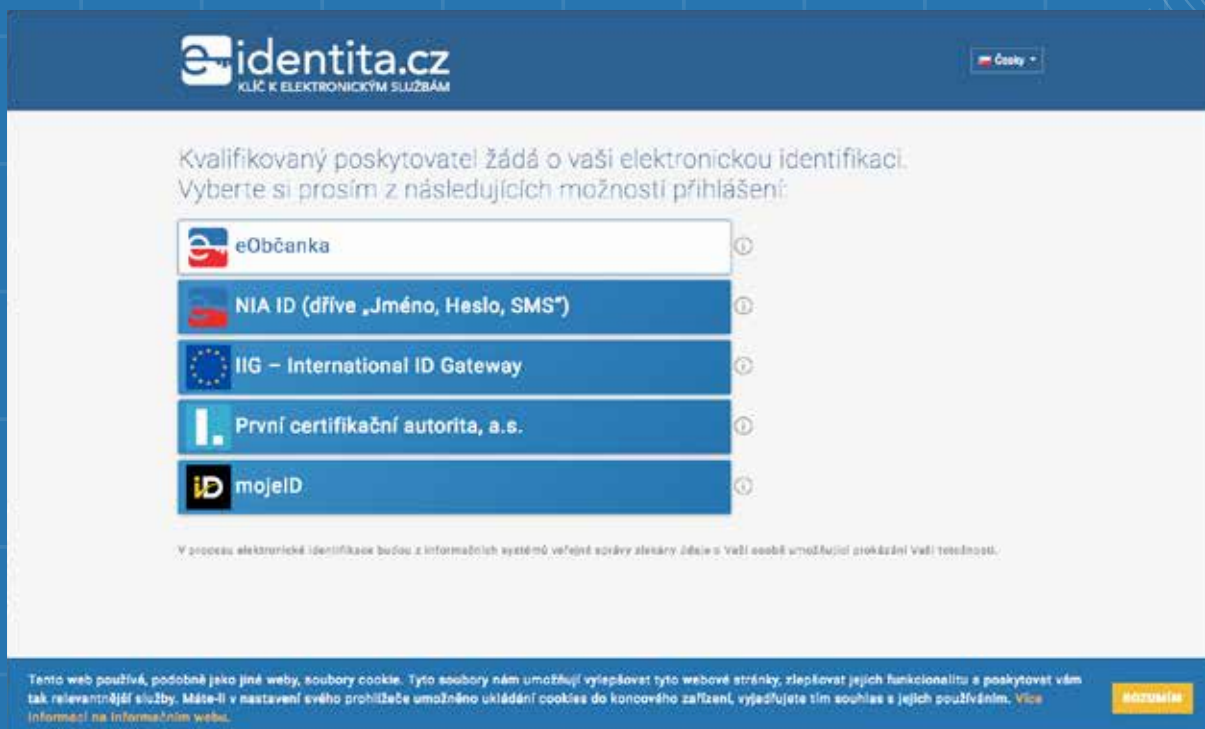 e-identita.cz
KLÍČ K ELEKTRONICKÝM SLUŽBÁM
Česky
Kvalifikovaný poskytovatel žádá o vaši elektronickou identifikaci.
Vyberte si prosím z následujících možností přihlášení:
eObčanka
NIA ID (dříve „Jméno, Heslo, SMS“)
IIG – International ID Gateway
I. První certifikační autorita, a.s.
iD mojeID
V procesu elektronické identifikace budou z informačních systémů veřejné správy získány údaje o Vaší osobě umožňující prokázání Vaší totožnosti.
Tento web používá, podobně jako jiné weby, soubory cookie. Tyto soubory nám umožňují vylepšovat tyto webové stránky, zlepšovat jejich funkcionalitu a poskytovat vám
tak relevantnější služby. Máte-li v nastavení svého prohlížeče umožněno ukládání cookies do koncového zařízení, vyjadřujete tím souhlas s jejich používáním. Více
informací na informačním webu.
ROZUMÍM